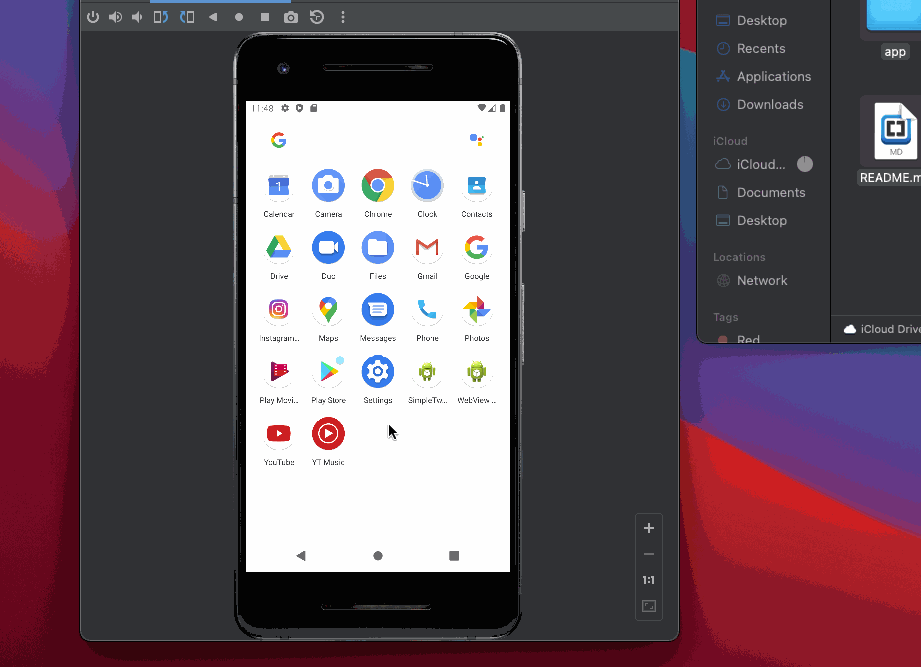 11:48
Calendar
Camera
Chrome
Clock
Contacts
Drive
Duo
Files
Gmail
Google
Instagram...
Maps
Messages
Phone
Photos
Play Movi...
Play Store
Settings
SimpleTw...
WebView ...
YouTube
YT Music
1:1
Desktop
Recents
Applications
Downloads
iCloud
iCloud...
Documents
Desktop
Locations
Network
Tags
Red
app
MD
README.m
iCloud Drive